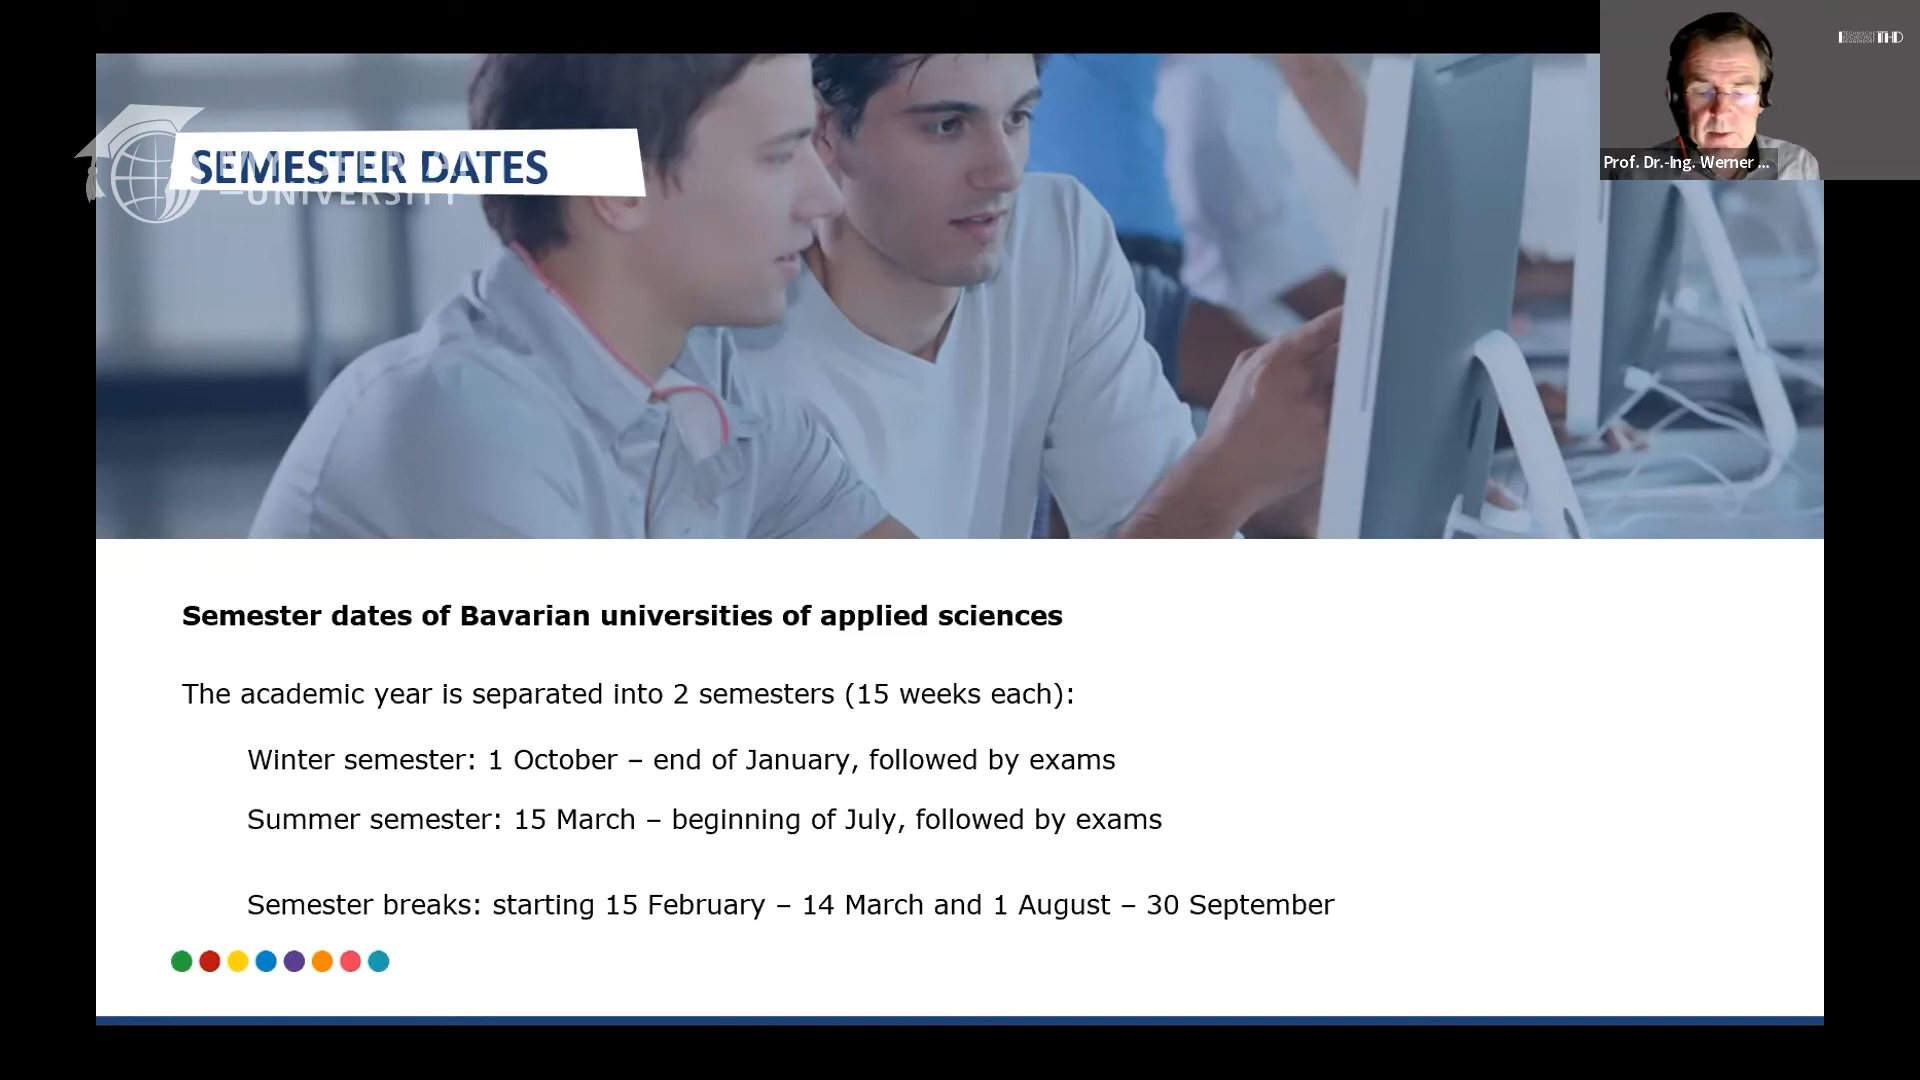 SEMESTER DATES
UNIVERSITY
Prof. Dr.-Ing. Werner ...
THD
Semester dates of Bavarian universities of applied sciences
The academic year is separated into 2 semesters (15 weeks each):
Winter semester: 1 October – end of January, followed by exams
Summer semester: 15 March – beginning of July, followed by exams
Semester breaks: starting 15 February – 14 March and 1 August – 30 September